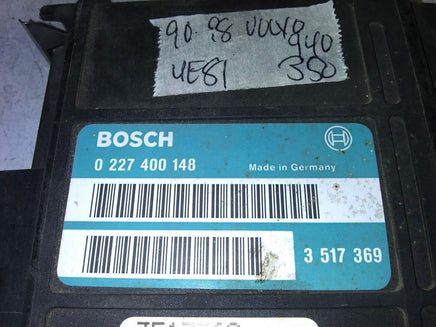 90-98 VOLVO
940
4E81 350
BOSCH
0 227 400 148 Made in Germany
3 517 369